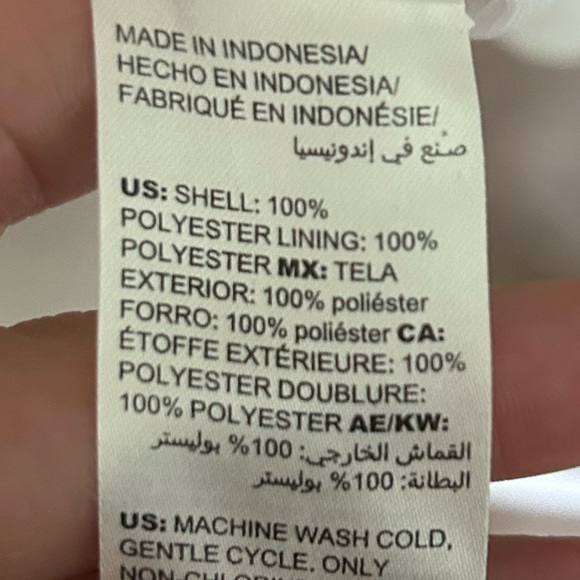 MADE IN INDONESIA/
HECHO EN INDONESIA/
FABRIQUÉ EN INDONÉSIE/
صُنع في إندونيسيا
US: SHELL: 100%
POLYESTER LINING: 100%
POLYESTER MX: TELA
EXTERIOR: 100% poliéster
FORRO: 100% poliéster CA:
ÉTOFFE EXTÉRIEURE: 100%
POLYESTER DOUBLURE:
100% POLYESTER AE/KW:
القماش الخارجي: 100% بوليستر
البطانة: 100% بوليستر
US: MACHINE WASH COLD,
GENTLE CYCLE. ONLY